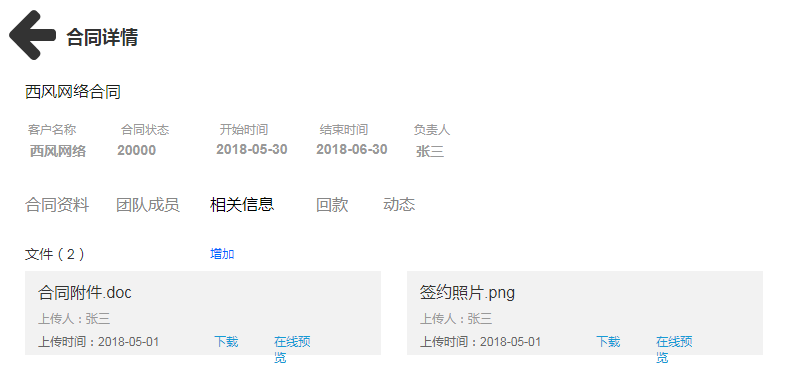 合同详情
西风网络合同
客户名称 合同状态 开始时间 结束时间 负责人
西风网络 20000 2018-05-30 2018-06-30 张三
合同资料 团队成员 相关信息 回款 动态
文件（2） 增加
合同附件.doc 签约照片.png
上传人：张三 上传人：张三
上传时间：2018-05-01 下载 在线预 上传时间：2018-05-01 下载 在线预
览 览